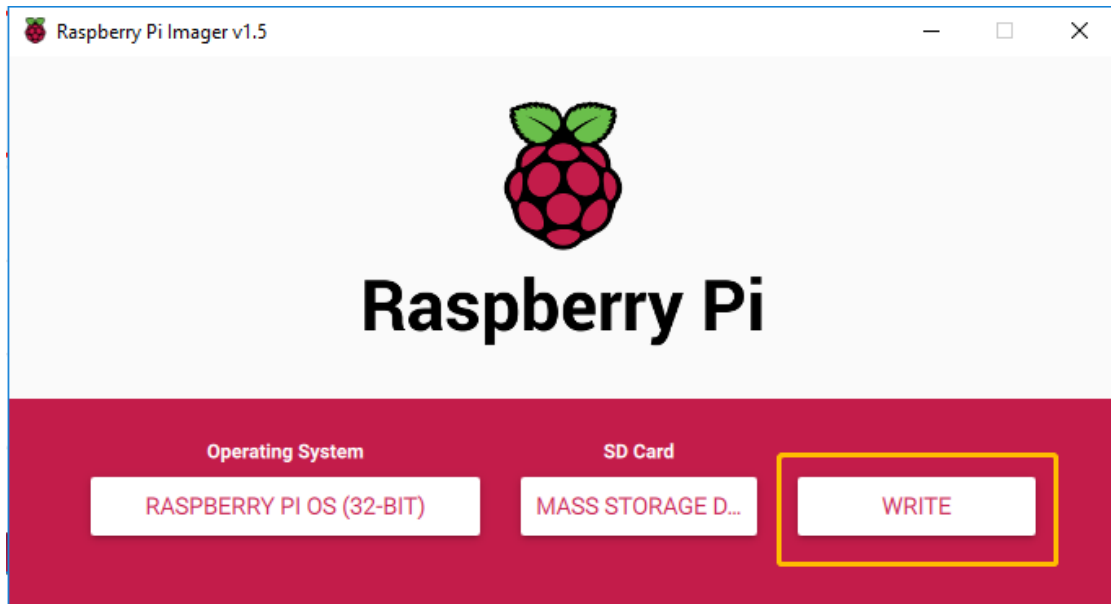 Raspberry Pi Imager v1.5
Raspberry Pi
Operating System
SD Card
RASPBERRY PI OS (32-BIT)
MASS STORAGE D...
WRITE